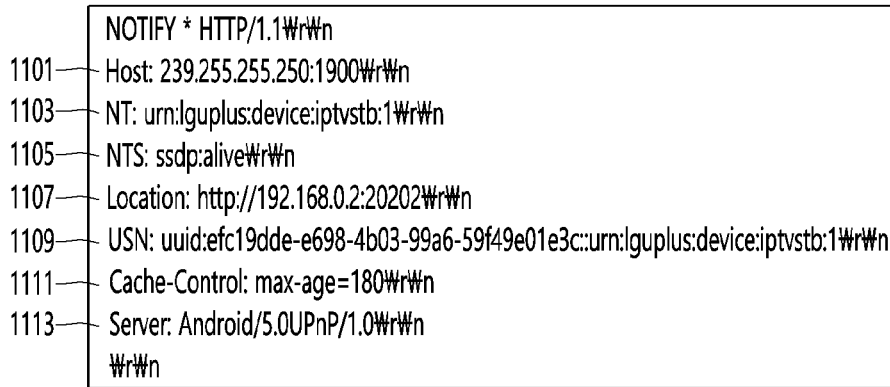 NOTIFY * HTTP/1.1₩r₩n
1101 Host: 239.255.255.250:1900₩r₩n
1103 NT: urn:lguplus:device:iptvstb:1₩r₩n
1105 NTS: ssdp:alive₩r₩n
1107 Location: http://192.168.0.2:20202₩r₩n
1109 USN: uuid:efc19dde-e698-4b03-99a6-59f49e01e3c::urn:lguplus:device:iptvstb:1₩r₩n
1111 Cache-Control: max-age=180₩r₩n
1113 Server: Android/5.0UPnP/1.0₩r₩n
₩r₩n